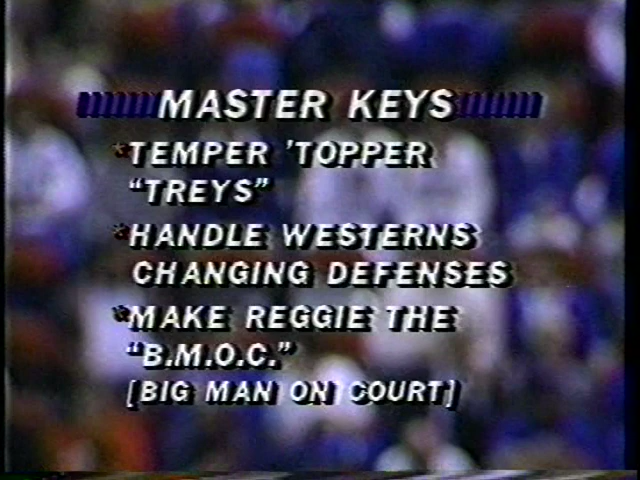 MASTER KEYS
*TEMPER 'TOPPER
"TREYS"
*HANDLE WESTERNS
CHANGING DEFENSES
*MAKE REGGIE THE
"B.M.O.C."
[BIG MAN ON COURT]